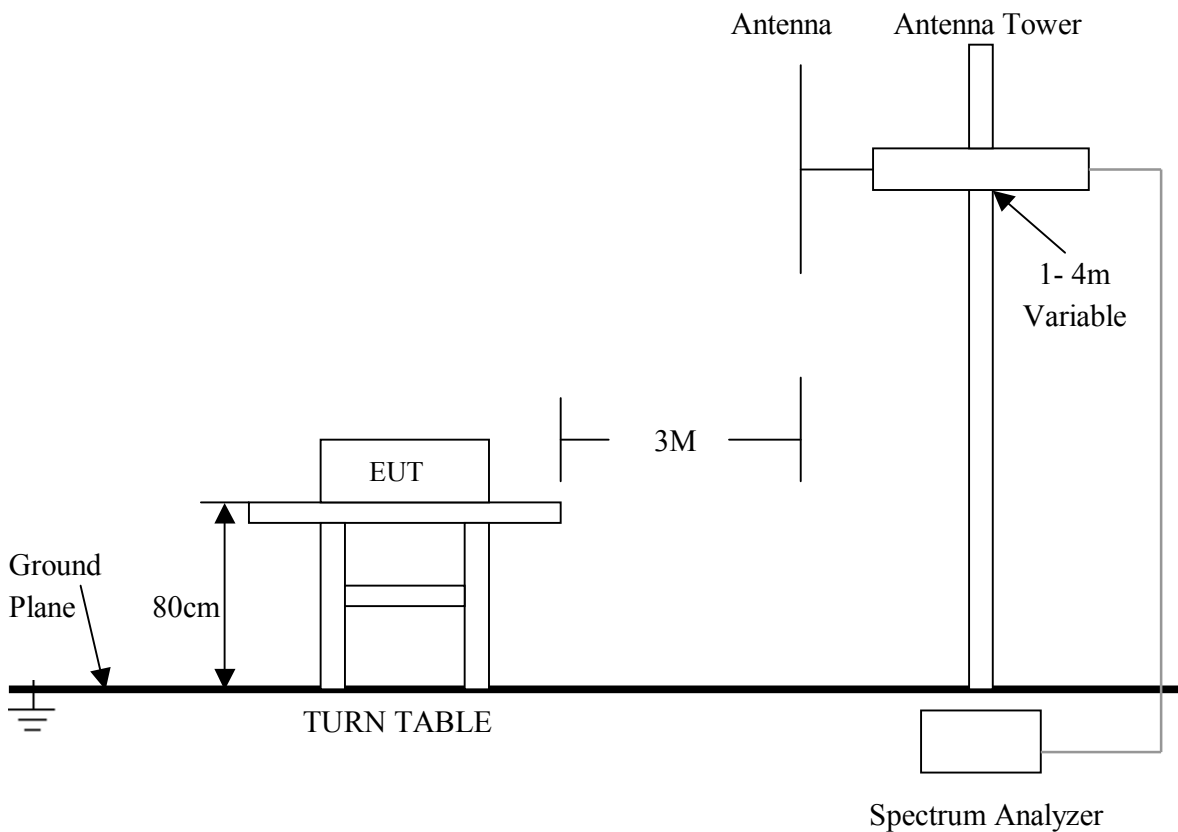 Antenna
Antenna Tower
1- 4m
Variable
3M
EUT
Ground
Plane
80cm
TURN TABLE
Spectrum Analyzer